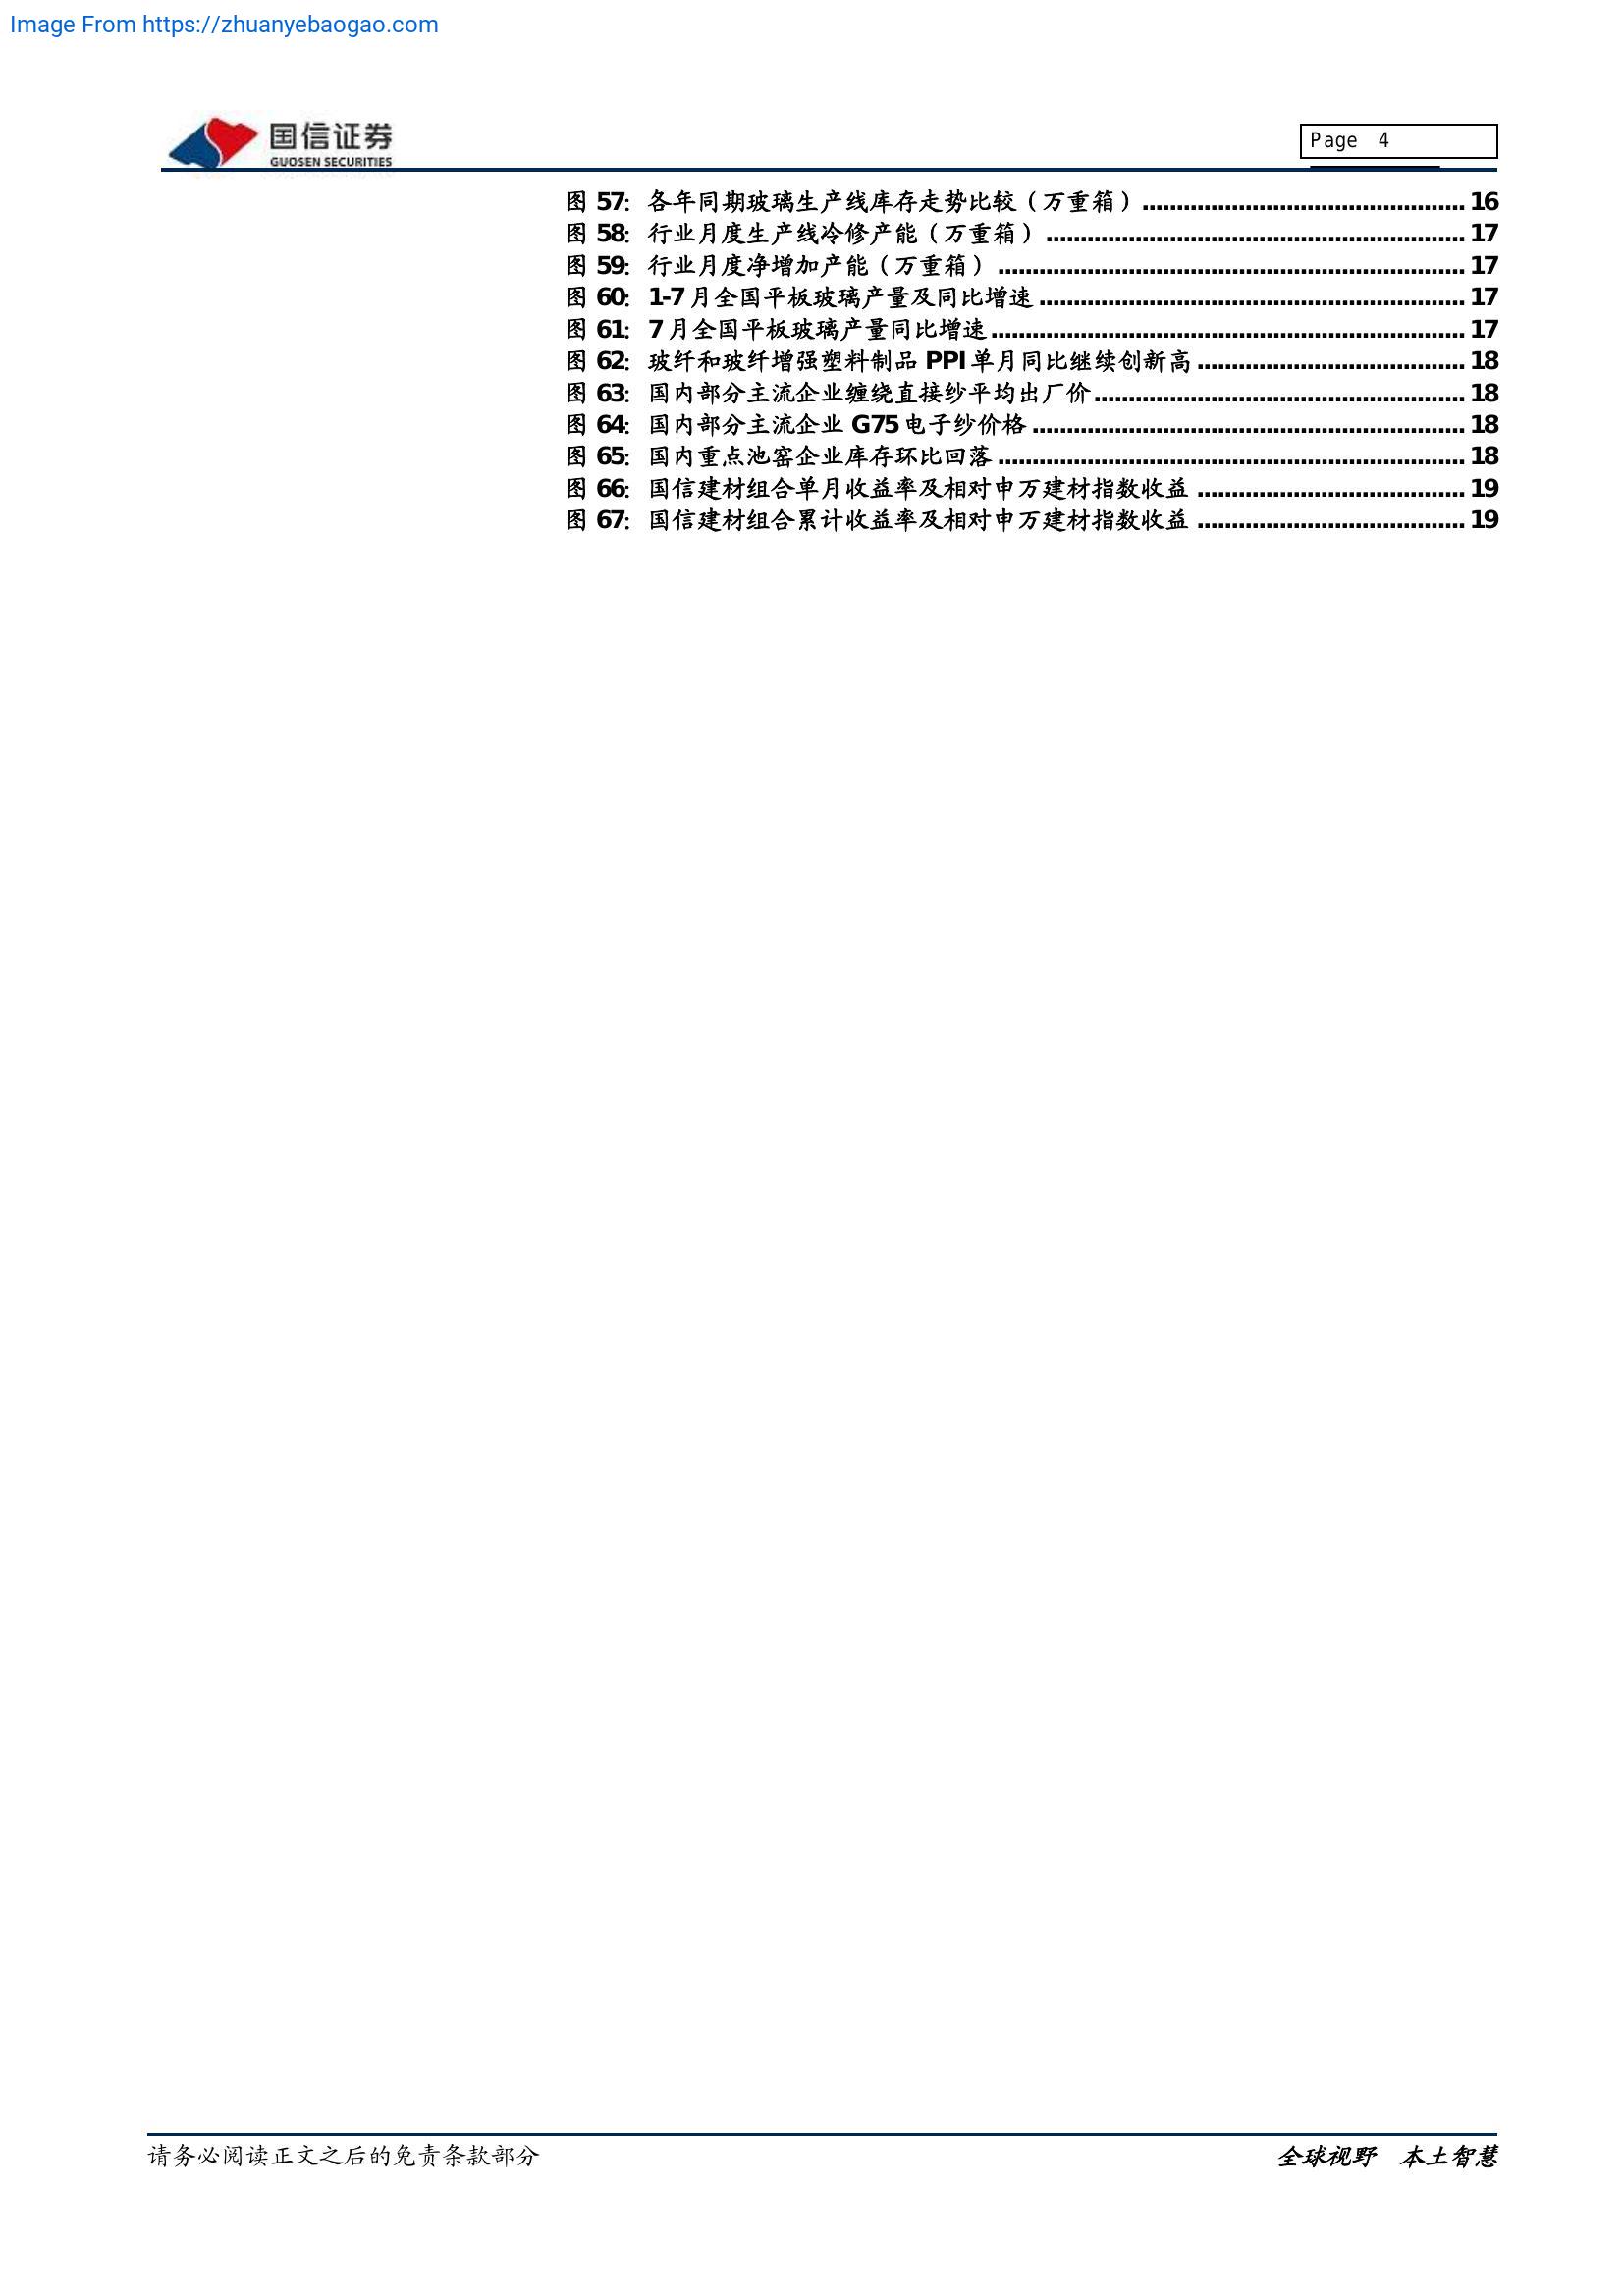 Image From https://zhuanyebaogao.com
国信证券
GUOSEN SECURITIES
Page 4
图 57: 各年同期玻璃生产线库存走势比较（万重箱）............................................... 16
图 58: 行业月度生产线冷修产能（万重箱）............................................................. 17
图 59: 行业月度净增加产能（万重箱）.................................................................... 17
图 60: 1-7 月全国平板玻璃产量及同比增速.............................................................. 17
图 61: 7 月全国平板玻璃产量同比增速..................................................................... 17
图 62: 玻纤和玻纤增强塑料制品 PPI 单月同比继续创新高....................................... 18
图 63: 国内部分主流企业缠绕直接纱平均出厂价...................................................... 18
图 64: 国内部分主流企业 G75 电子纱价格............................................................... 18
图 65: 国内重点池窑企业库存环比回落.................................................................... 18
图 66: 国信建材组合单月收益率及相对申万建材指数收益....................................... 19
图 67: 国信建材组合累计收益率及相对申万建材指数收益....................................... 19
请务必阅读正文之后的免责条款部分
全球视野 本土智慧